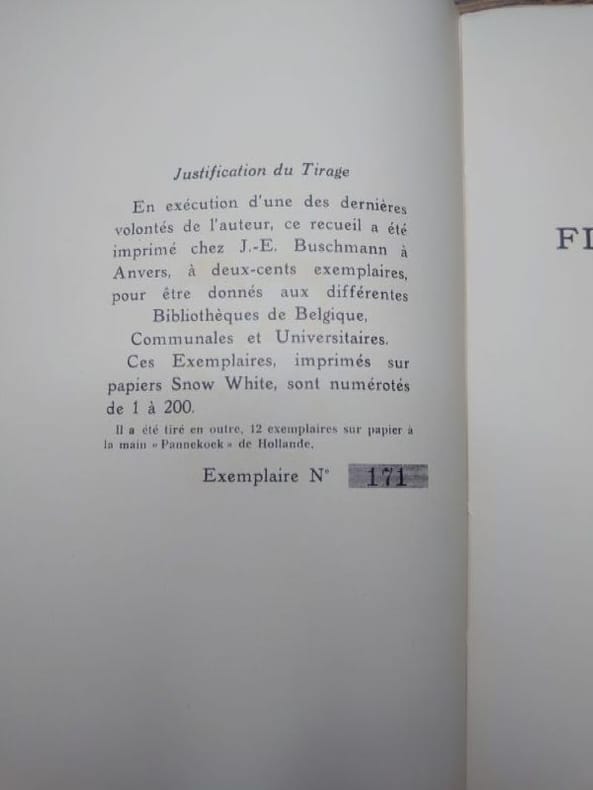 Justification du Tirage
En exécution d'une des dernières
volontés de l'auteur, ce recueil a été
imprimé chez J.-E. Buschmann à
Anvers, à deux-cents exemplaires,
pour être donnés aux différentes
Bibliothèques de Belgique,
Communales et Universitaires.
Ces Exemplaires, imprimés sur
papiers Snow White, sont numérotés
de 1 à 200.
Il a été tiré en outre, 12 exemplaires sur papier à
la main « Pannekoek » de Hollande.
Exemplaire N° 171